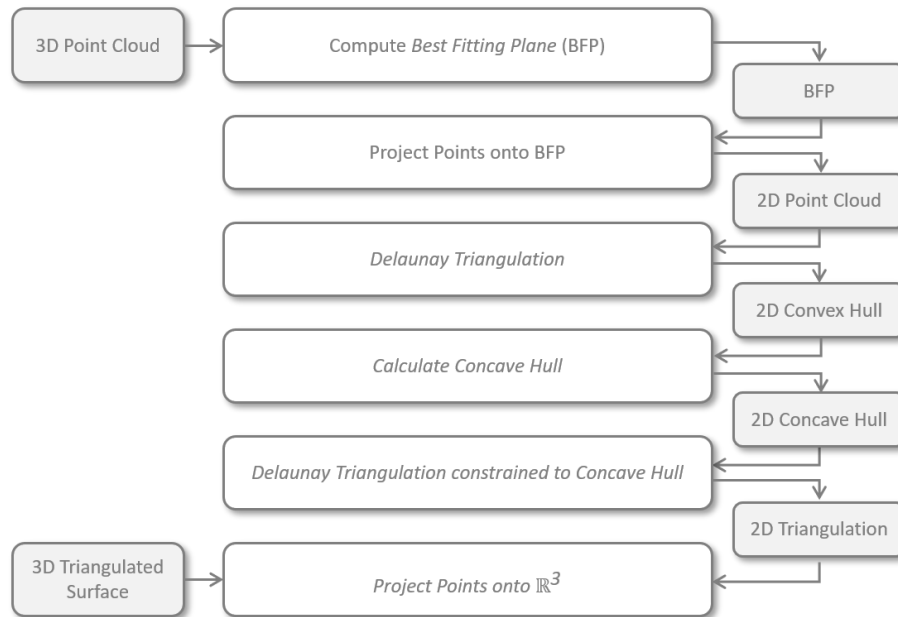 3D Point Cloud
Compute Best Fitting Plane (BFP)
BFP
Project Points onto BFP
2D Point Cloud
Delaunay Triangulation
2D Convex Hull
Calculate Concave Hull
2D Concave Hull
Delaunay Triangulation constrained to Concave Hull
2D Triangulation
3D Triangulated
Surface
Project Points onto ℝ³